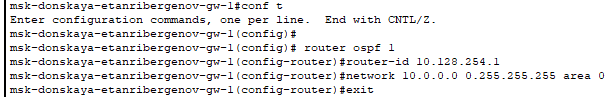 msk-donskaya-etanribergenov-gw-1#conf t
Enter configuration commands, one per line.  End with CNTL/Z.
msk-donskaya-etanribergenov-gw-1(config)#
msk-donskaya-etanribergenov-gw-1(config)# router ospf 1
msk-donskaya-etanribergenov-gw-1(config-router)#router-id 10.128.254.1
msk-donskaya-etanribergenov-gw-1(config-router)#network 10.0.0.0 0.255.255.255 area 0
msk-donskaya-etanribergenov-gw-1(config-router)#exit